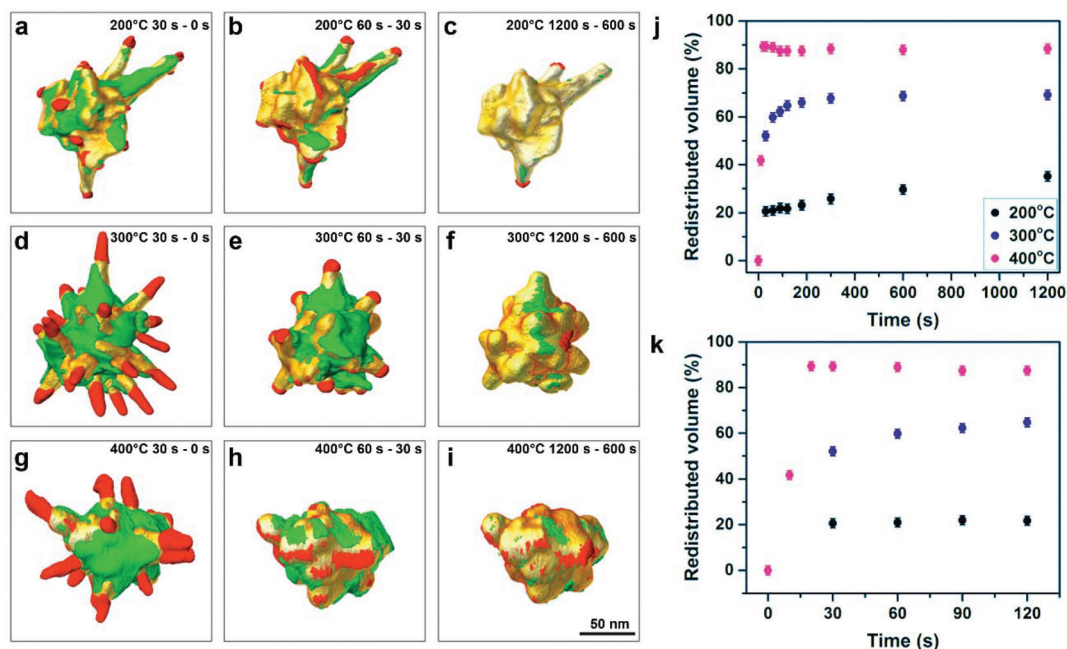 a 200°C 30 s - 0 s
b 200°C 60 s - 30 s
c 200°C 1200 s - 600 s
d 300°C 30 s - 0 s
e 300°C 60 s - 30 s
f 300°C 1200 s - 600 s
g 400°C 30 s - 0 s
h 400°C 60 s - 30 s
i 400°C 1200 s - 600 s
50 nm
j
Redistributed volume (%)
100
80
60
40
20
0
200°C
300°C
400°C
0 200 400 600 800 1000 1200
Time (s)
k
Redistributed volume (%)
100
80
60
40
20
0
0 30 60 90 120
Time (s)